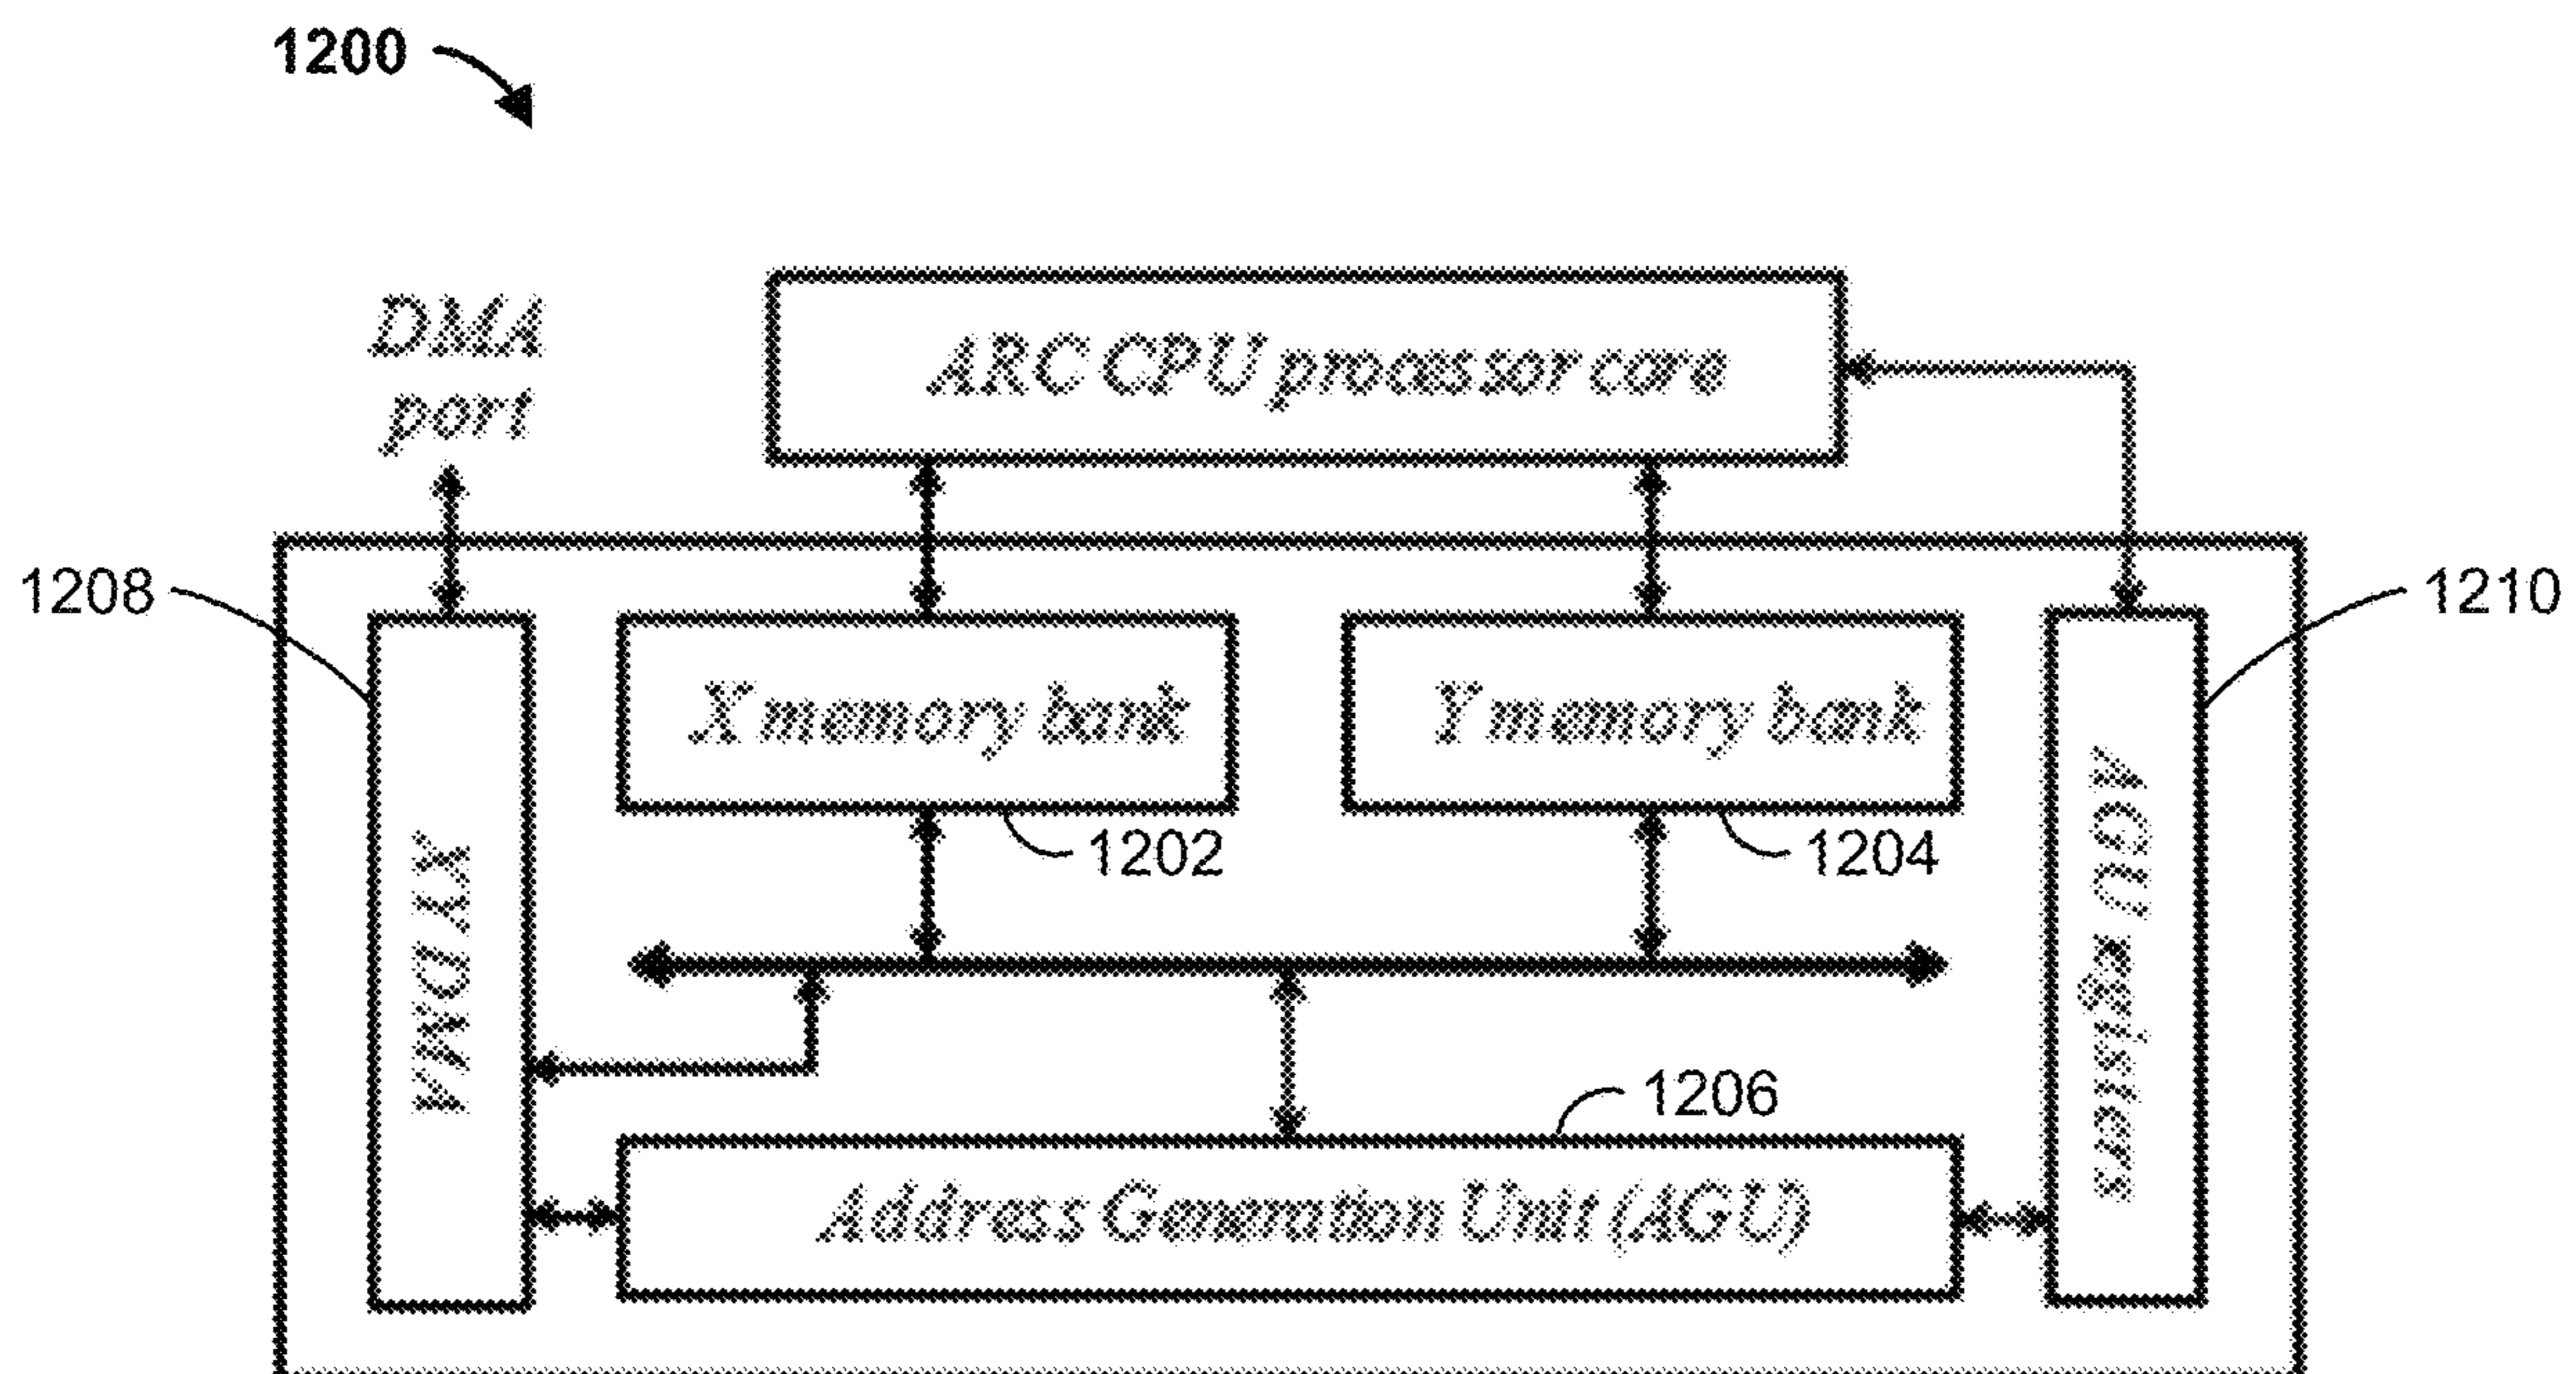 1200
DMA
port
ARC CPU processor core
1208
1210
X memory bank
Y memory bank
1202
1204
XY DMA
AGU registers
1206
Address Generation Unit (AGU)